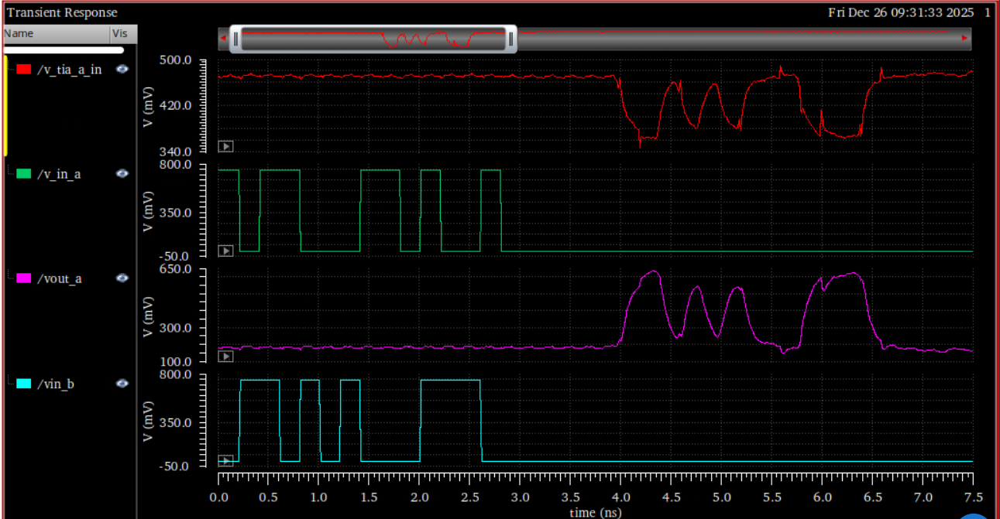 Transient Response Fri Dec 26 09:31:33 2025 1
Name Vis
/v_tia_a_in
500.0
420.0
340.0
V (mV)
/v_in_a
800.0
350.0
-50.0
V (mV)
/vout_a
650.0
300.0
100.0
V (mV)
/vin_b
800.0
350.0
-50.0
V (mV)
0.0 0.5 1.0 1.5 2.0 2.5 3.0 3.5 4.0 4.5 5.0 5.5 6.0 6.5 7.0 7.5
time (ns)